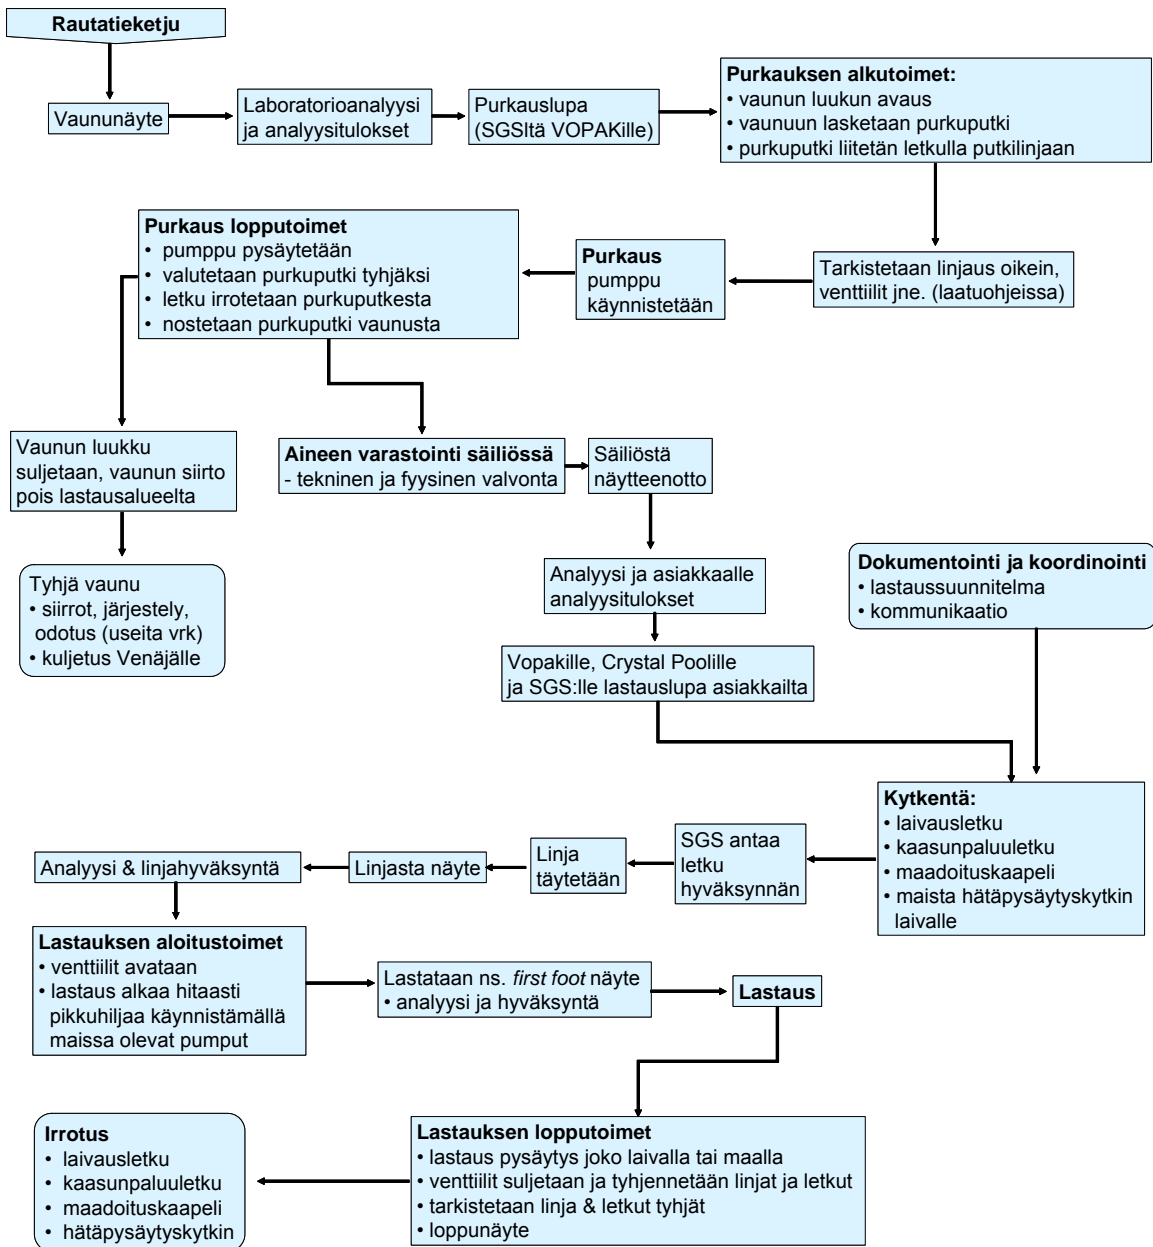 Rautatieketju
Vaununäyte
Laboratorioanalyysi
ja analyysitulokset
Purkauslupa
(SGSltä VOPAKille)
Purkauksen alkutoimet:
• vaunun luukun avaus
• vaunuun lasketaan purkuputki
• purkuputki liitetän letkulla putkilinjaan
Purkaus lopputoimet
• pumppu pysäytetään
• valutetaan purkuputki tyhjäksi
• letku irrotetaan purkuputkesta
• nostetaan purkuputki vaunusta
Purkaus
pumppu
käynnistetään
Tarkistetaan linjaus oikein,
venttiilit jne. (laatuohjeissa)
Vaunun luukku
suljetaan, vaunun siirto
pois lastausalueelta
Aineen varastointi säiliössä
- tekninen ja fyysinen valvonta
Säiliöstä
näytteenotto
Tyhjä vaunu
• siirrot, järjestely,
odotus (useita vrk)
• kuljetus Venäjälle
Analyysi ja asiakkaalle
analyysitulokset
Dokumentointi ja koordinointi
• lastaussuunnitelma
• kommunikaatio
Vopakille, Crystal Poolille
ja SGS:lle lastauslupa asiakkailta
Kytkentä:
• laivausletku
• kaasunpaluuletku
• maadoituskaapeli
• maista hätäpysäytyskytkin
laivalle
SGS antaa
letku
hyväksynnän
Linja
täytetään
Linjasta näyte
Analyysi & linjahyväksyntä
Lastauksen aloitustoimet
• venttiilit avataan
• lastaus alkaa hitaasti
pikkuhiljaa käynnistämällä
maissa olevat pumput
Lastataan ns. first foot näyte
• analyysi ja hyväksyntä
Lastaus
Lastauksen lopputoimet
• lastaus pysäytys joko laivalla tai maalla
• venttiilit suljetaan ja tyhjennetään linjat ja letkut
• tarkistetaan linja & letkut tyhjät
• loppunäyte
Irrotus
• laivausletku
• kaasunpaluuletku
• maadoituskaapeli
• hätäpysäytyskytkin